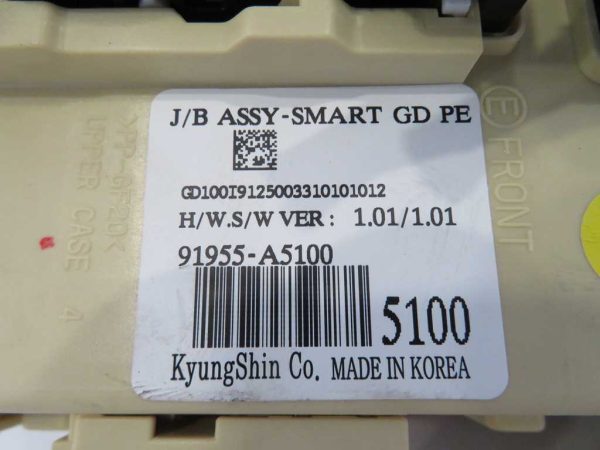 J/B ASSY-SMART GD PE
GD100I9125003310101012
H/W.S/W VER : 1.01/1.01
91955-A5100
5100
KyungShin Co. MADE IN KOREA
E FRONT
UPPER CASE
4